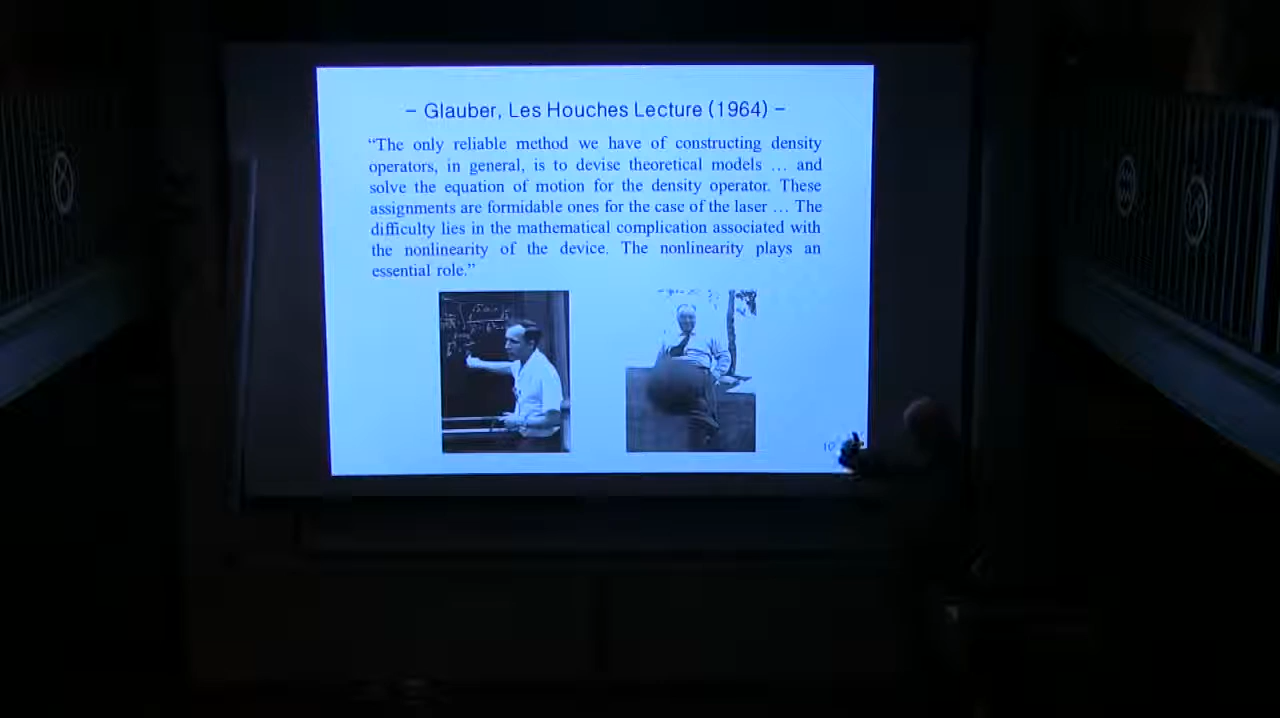 – Glauber, Les Houches Lecture (1964) –
“The only reliable method we have of constructing density
operators, in general, is to devise theoretical models … and
solve the equation of motion for the density operator. These
assignments are formidable ones for the case of the laser … The
difficulty lies in the mathematical complication associated with
the nonlinearity of the device. The nonlinearity plays an
essential role.”
10